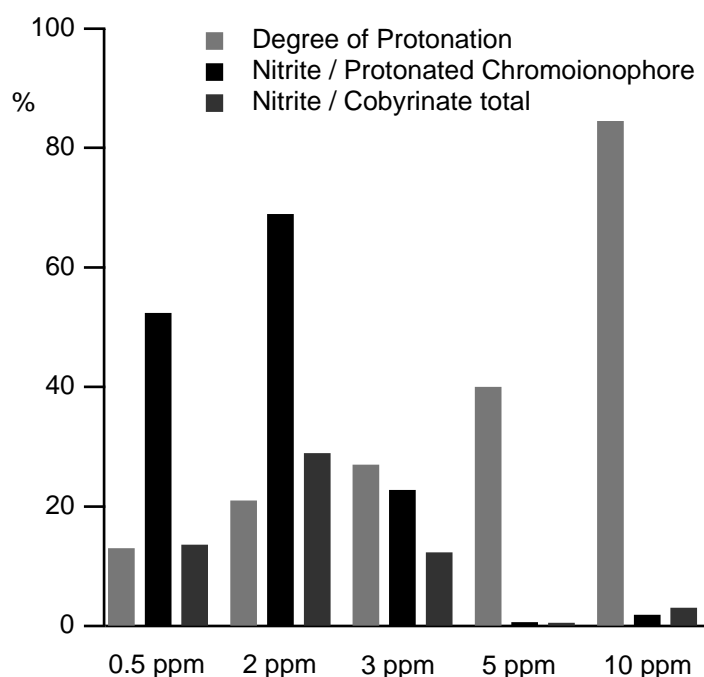 100
80
60
40
20
0
%
Degree of Protonation
Nitrite / Protonated Chromoionophore
Nitrite / Cobyrinate total
0.5 ppm 2 ppm 3 ppm 5 ppm 10 ppm